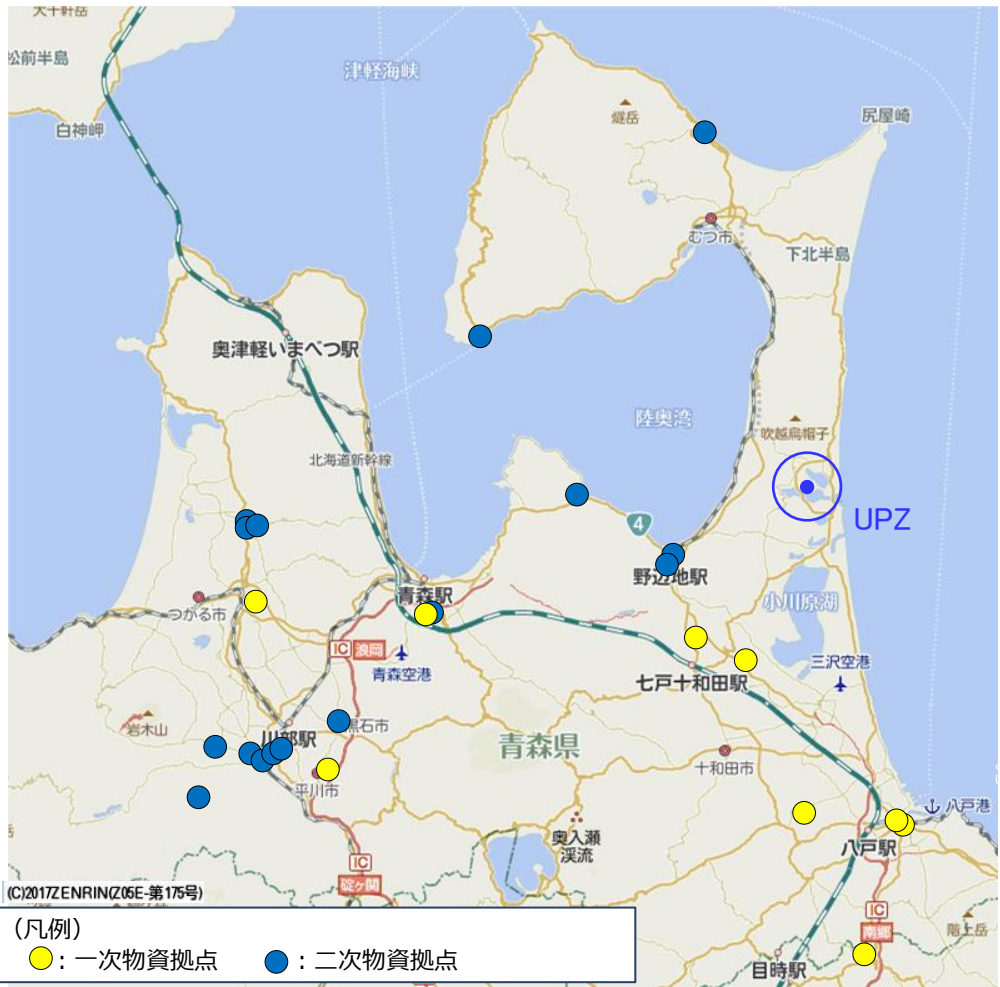 大千軒岳
松前半島
津軽海峡
白神岬
燧岳
尻屋崎
むつ市
下北半島
奥津軽いまべつ駅
陸奥湾
吹越烏帽子
北海道新幹線
UPZ
4
野辺地駅
青森駅
つがる市
小川原湖
IC 浪岡
青森空港
三沢空港
七戸十和田駅
岩木山
黒石市
川部駅
青森県
十和田市
平川市
八戸港
奥入瀬
渓流
八戸駅
岳
IC
碇ヶ関
(C)2017ZENRIN(Z05E-第175号)
IC
南郷
階上岳
目時駅
(凡例)
:一次物資拠点
:二次物資拠点